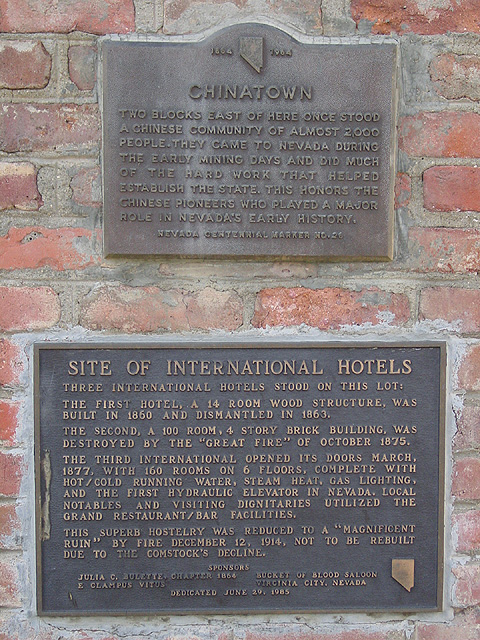 1864 1964
CHINATOWN
TWO BLOCKS EAST OF HERE ONCE STOOD
A CHINESE COMMUNITY OF ALMOST 2,000
PEOPLE. THEY CAME TO NEVADA DURING
THE EARLY MINING DAYS AND DID MUCH
OF THE HARD WORK THAT HELPED
ESTABLISH THE STATE. THIS HONORS THE
CHINESE PIONEERS WHO PLAYED A MAJOR
ROLE IN NEVADA'S EARLY HISTORY.
NEVADA CENTENNIAL MARKER NO. 26
SITE OF INTERNATIONAL HOTELS
THREE INTERNATIONAL HOTELS STOOD ON THIS LOT:
THE FIRST HOTEL, A 14 ROOM WOOD STRUCTURE, WAS
BUILT IN 1860 AND DISMANTLED IN 1863.
THE SECOND, A 100 ROOM, 4 STORY BRICK BUILDING, WAS
DESTROYED BY THE "GREAT FIRE" OF OCTOBER 1875.
THE THIRD INTERNATIONAL OPENED ITS DOORS MARCH,
1877, WITH 160 ROOMS ON 6 FLOORS, COMPLETE WITH
HOT/COLD RUNNING WATER, STEAM HEAT, GAS LIGHTING,
AND THE FIRST HYDRAULIC ELEVATOR IN NEVADA. LOCAL
NOTABLES AND VISITING DIGNITARIES UTILIZED THE
GRAND RESTAURANT/BAR FACILITIES.
THIS SUPERB HOSTELRY WAS REDUCED TO A "MAGNIFICENT
RUIN" BY FIRE DECEMBER 12, 1914, NOT TO BE REBUILT
DUE TO THE COMSTOCK'S DECLINE.
SPONSORS
JULIA C. BULETTE, CHAPTER 1864 BUCKET OF BLOOD SALOON
E CLAMPUS VITUS VIRGINIA CITY, NEVADA
DEDICATED JUNE 29, 1985